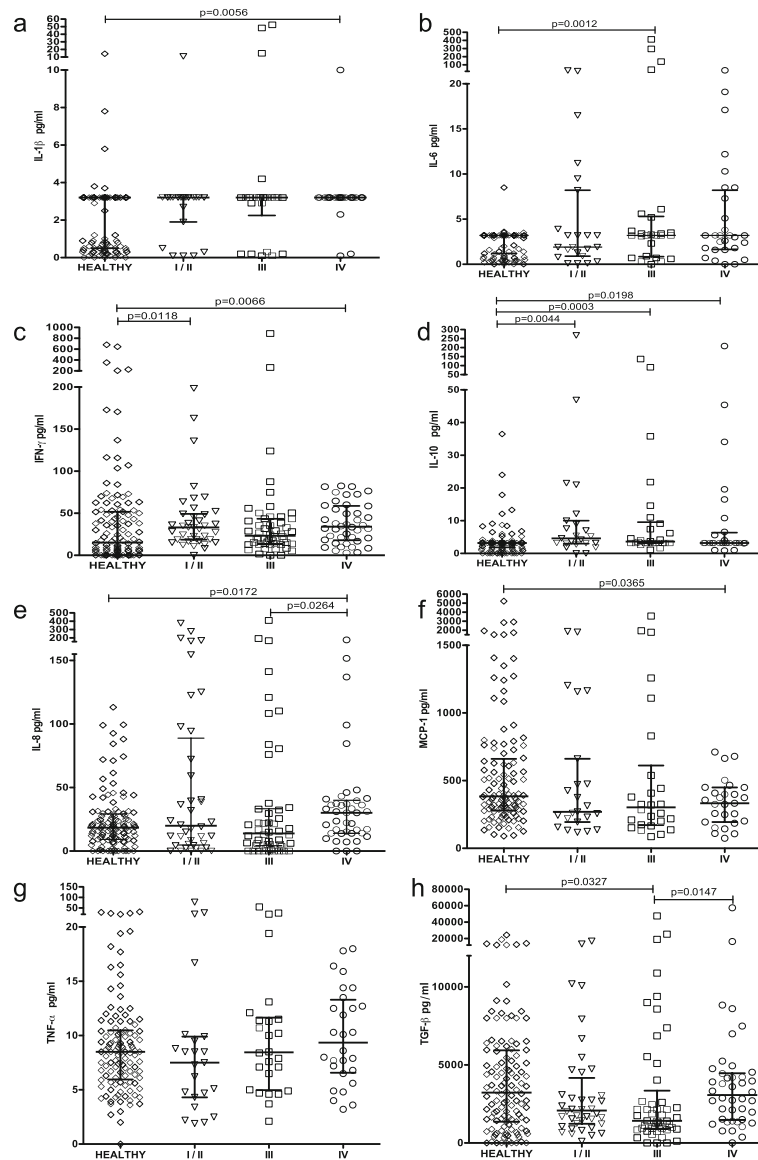 a
p=0.0056
60
50
40
30
20
10
10
8
6
4
2
0
IL-1β pg/ml
HEALTHY I / II III IV
b
p=0.0012
500
400
300
200
100
20
15
10
5
0
IL-6 pg/ml
HEALTHY I / II III IV
c
p=0.0066
p=0.0118
1000
800
600
400
200
200
150
100
50
0
IFN-γ pg/ml
HEALTHY I / II III IV
d
p=0.0198
p=0.0003
p=0.0044
300
250
200
150
100
50
50
40
30
20
10
0
IL-10 pg/ml
HEALTHY I / II III IV
e
p=0.0172
p=0.0264
500
400
300
200
150
100
50
0
IL-8 pg/ml
HEALTHY I / II III IV
f
p=0.0365
6000
5000
4000
3000
2000
1500
1000
500
0
MCP-1 pg/ml
HEALTHY I / II III IV
g
150
100
50
20
15
10
5
0
TNF-α pg/ml
HEALTHY I / II III IV
h
p=0.0327
p=0.0147
80000
60000
40000
20000
10000
5000
0
TGF-β pg/ml
HEALTHY I / II III IV